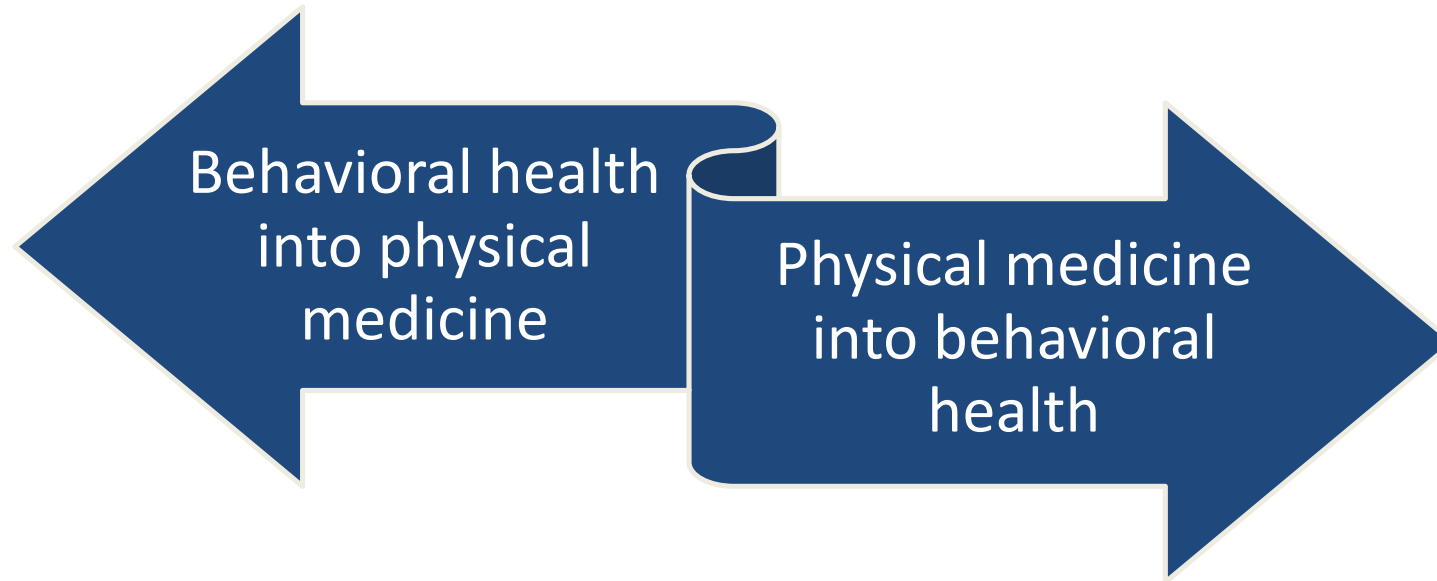 Behavioral health
into physical
medicine
Physical medicine
into behavioral
health